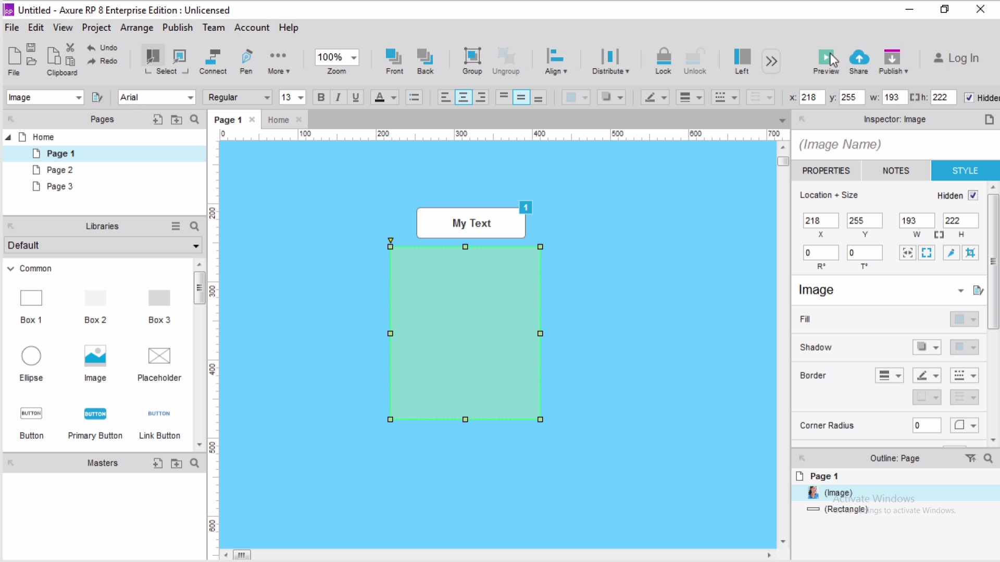 RP Untitled - Axure RP 8 Enterprise Edition : Unlicensed
File Edit View Project Arrange Publish Team Account Help
Undo
Redo
File Clipboard Select Connect Pen More 100% Zoom Front Back Group Ungroup Align Distribute Lock Unlock Left Preview Share Publish Log In
Image Arial Regular 13 B I U A x: 218 y: 255 w: 193 h: 222 Hidden
Pages
Home
Page 1
Page 2
Page 3
Libraries
Default
Common
Box 1 Box 2 Box 3
Ellipse Image Placeholder
BUTTON BUTTON BUTTON
Button Primary Button Link Button
Masters
Page 1 Home
0 100 200 300 400 500 600 700
200
300
400
500
600
1
My Text
Inspector: Image
(Image Name)
PROPERTIES NOTES STYLE
Location + Size Hidden
218 255 193 222
X Y W H
0 0
R° T°
Image
Fill
Shadow
Border
Corner Radius 0
Outline: Page
Page 1
(Image)
(Rectangle)
Activate Windows
Go to Settings to activate Windows.